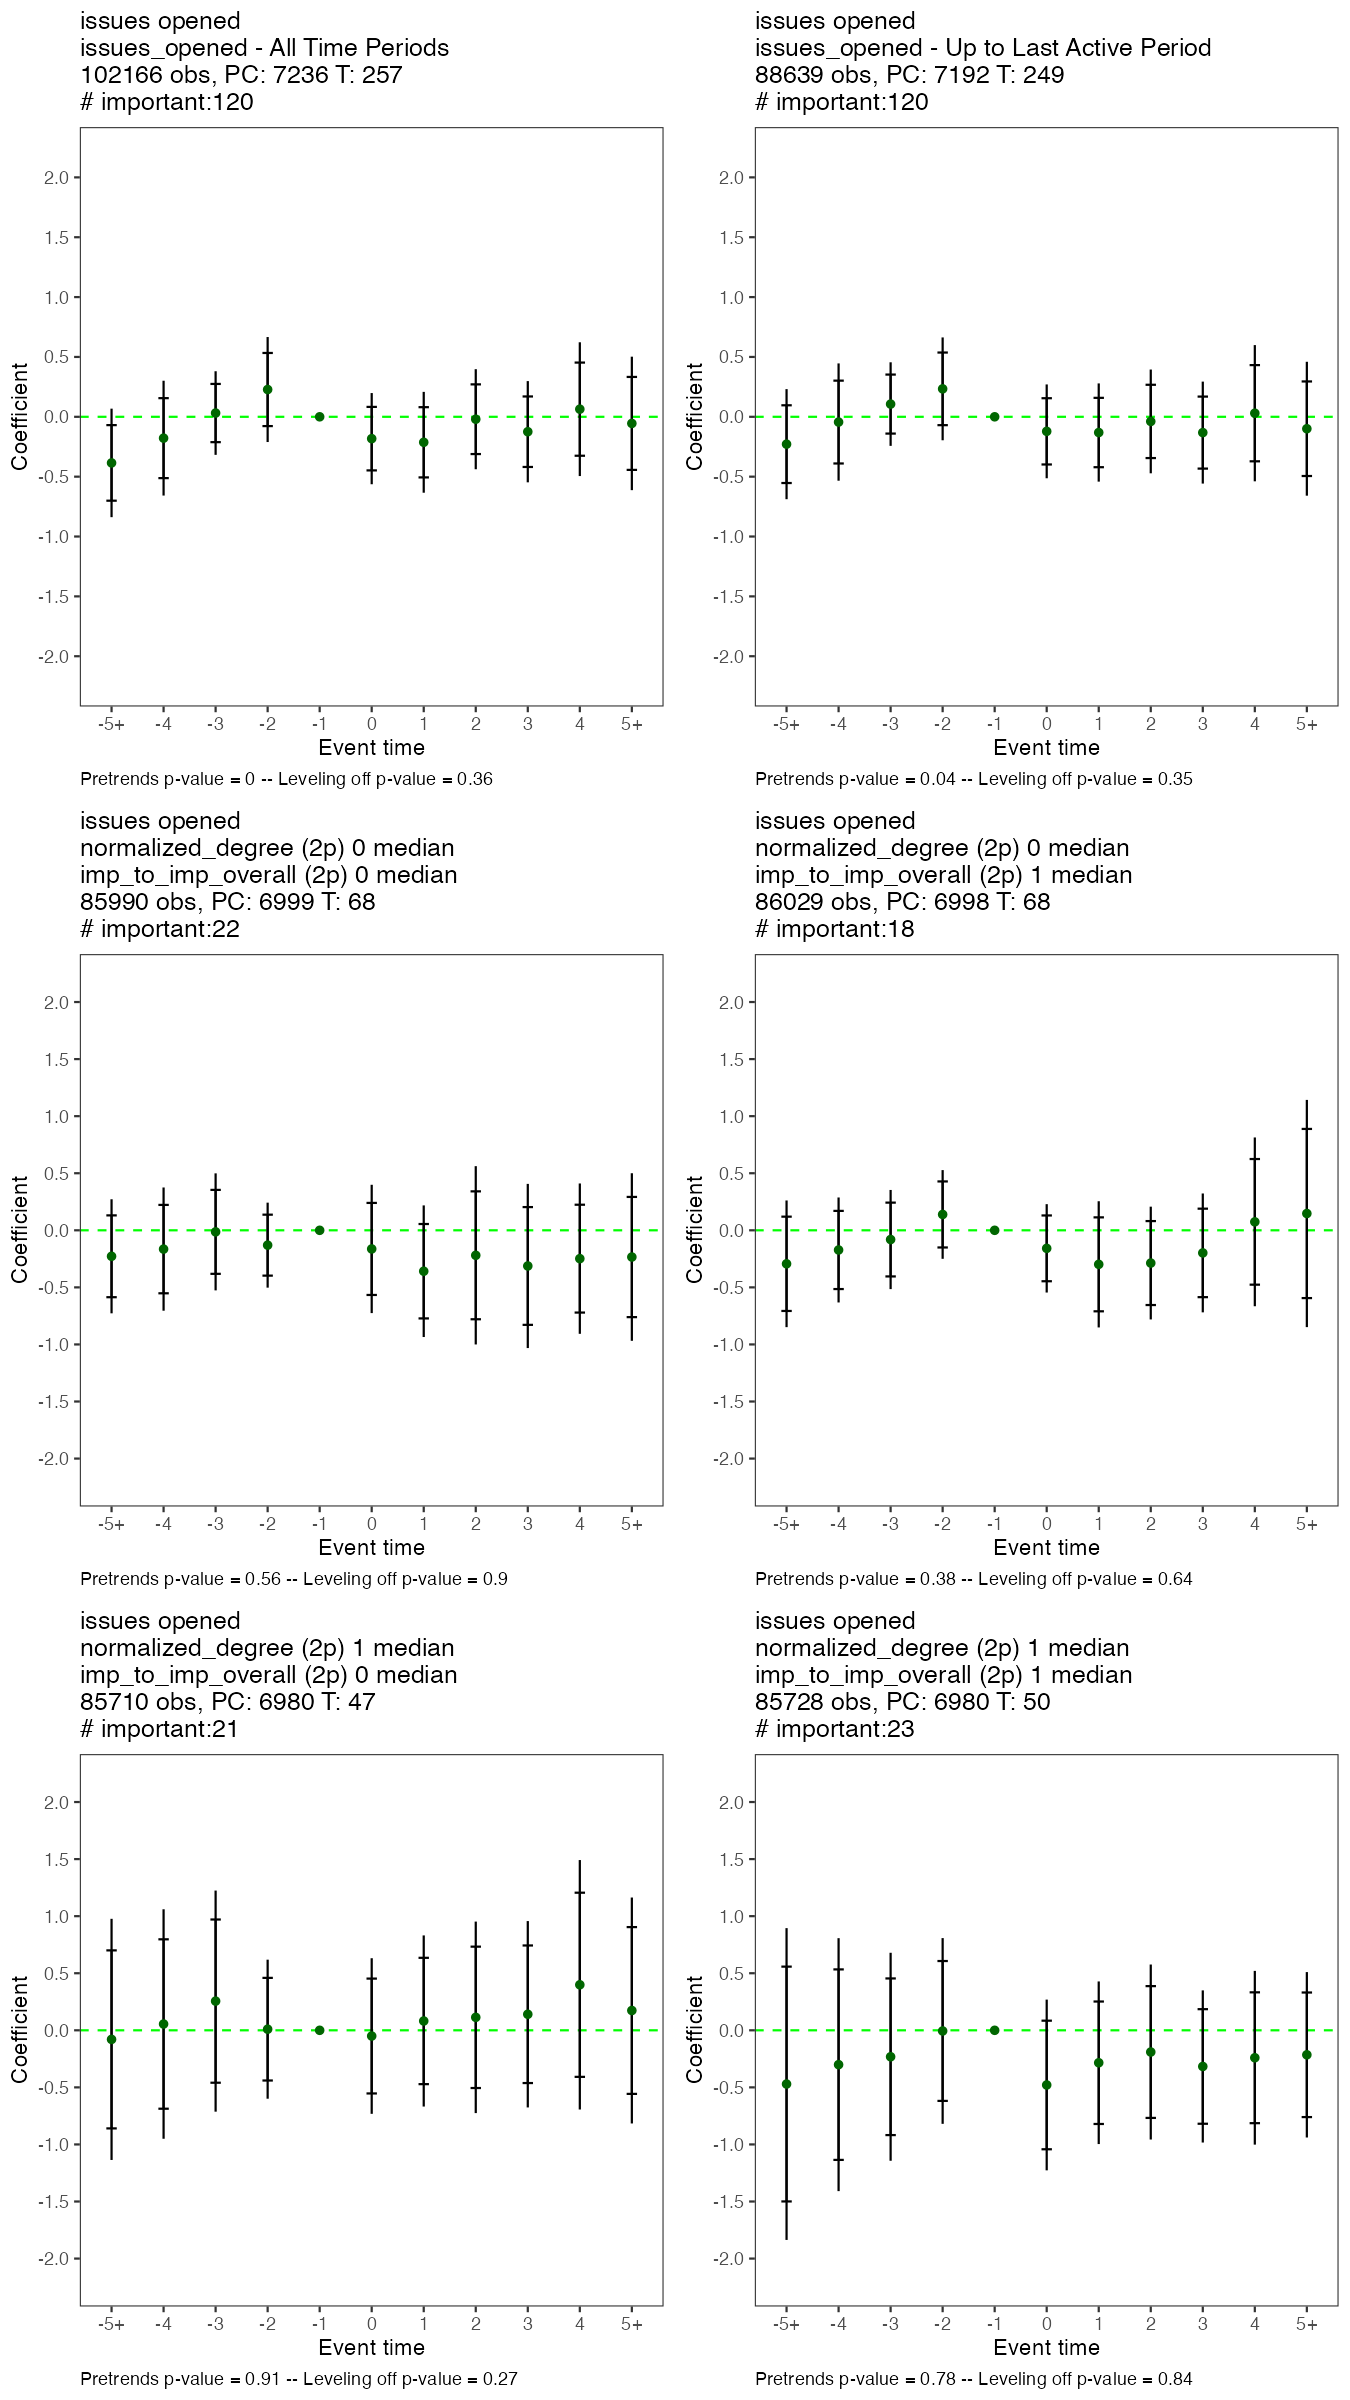 issues opened
issues_opened - All Time Periods
102166 obs, PC: 7236 T: 257
# important:120
Coefficient
2.0
1.5
1.0
0.5
0.0
-0.5
-1.0
-1.5
-2.0
-5+ -4 -3 -2 -1 0 1 2 3 4 5+
Event time
Pretrends p-value = 0 -- Leveling off p-value = 0.36
issues opened
issues_opened - Up to Last Active Period
88639 obs, PC: 7192 T: 249
# important:120
Coefficient
2.0
1.5
1.0
0.5
0.0
-0.5
-1.0
-1.5
-2.0
-5+ -4 -3 -2 -1 0 1 2 3 4 5+
Event time
Pretrends p-value = 0.04 -- Leveling off p-value = 0.35
issues opened
normalized_degree (2p) 0 median
imp_to_imp_overall (2p) 0 median
85990 obs, PC: 6999 T: 68
# important:22
Coefficient
2.0
1.5
1.0
0.5
0.0
-0.5
-1.0
-1.5
-2.0
-5+ -4 -3 -2 -1 0 1 2 3 4 5+
Event time
Pretrends p-value = 0.56 -- Leveling off p-value = 0.9
issues opened
normalized_degree (2p) 0 median
imp_to_imp_overall (2p) 1 median
86029 obs, PC: 6998 T: 68
# important:18
Coefficient
2.0
1.5
1.0
0.5
0.0
-0.5
-1.0
-1.5
-2.0
-5+ -4 -3 -2 -1 0 1 2 3 4 5+
Event time
Pretrends p-value = 0.38 -- Leveling off p-value = 0.64
issues opened
normalized_degree (2p) 1 median
imp_to_imp_overall (2p) 0 median
85710 obs, PC: 6980 T: 47
# important:21
Coefficient
2.0
1.5
1.0
0.5
0.0
-0.5
-1.0
-1.5
-2.0
-5+ -4 -3 -2 -1 0 1 2 3 4 5+
Event time
Pretrends p-value = 0.91 -- Leveling off p-value = 0.27
issues opened
normalized_degree (2p) 1 median
imp_to_imp_overall (2p) 1 median
85728 obs, PC: 6980 T: 50
# important:23
Coefficient
2.0
1.5
1.0
0.5
0.0
-0.5
-1.0
-1.5
-2.0
-5+ -4 -3 -2 -1 0 1 2 3 4 5+
Event time
Pretrends p-value = 0.78 -- Leveling off p-value = 0.84